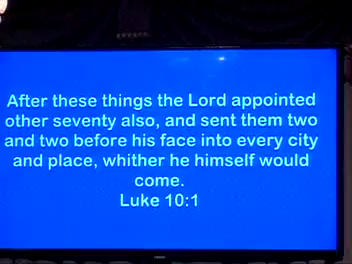 After these things the Lord appointed
other seventy also, and sent them two
and two before his face into every city
and place, whither he himself would
come.
Luke 10:1